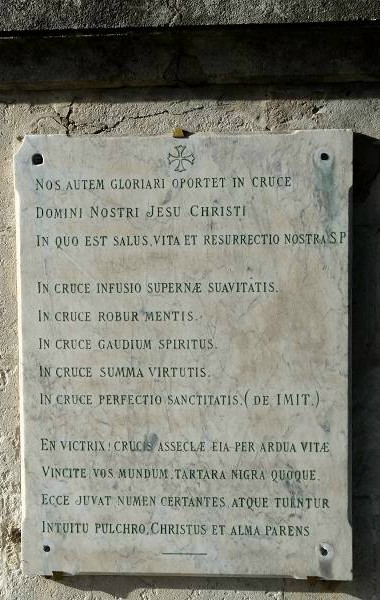 Nos autem gloriari oportet in cruce
Domini Nostri Jesu Christi
In quo est salus, vita et resurrectio nostra S.P
In cruce infusio supernæ suavitatis.
In cruce robur mentis.
In cruce gaudium spiritus.
In cruce summa virtutis.
In cruce perfectio sanctitatis. (de IMIT.)
En victrix! crucis asseclæ eia per ardua vitæ
Vincite vos mundum, tartara nigra quoque.
Ecce juvat numen certantes, atque tuentur
Intuitu pulchro, Christus et alma parens